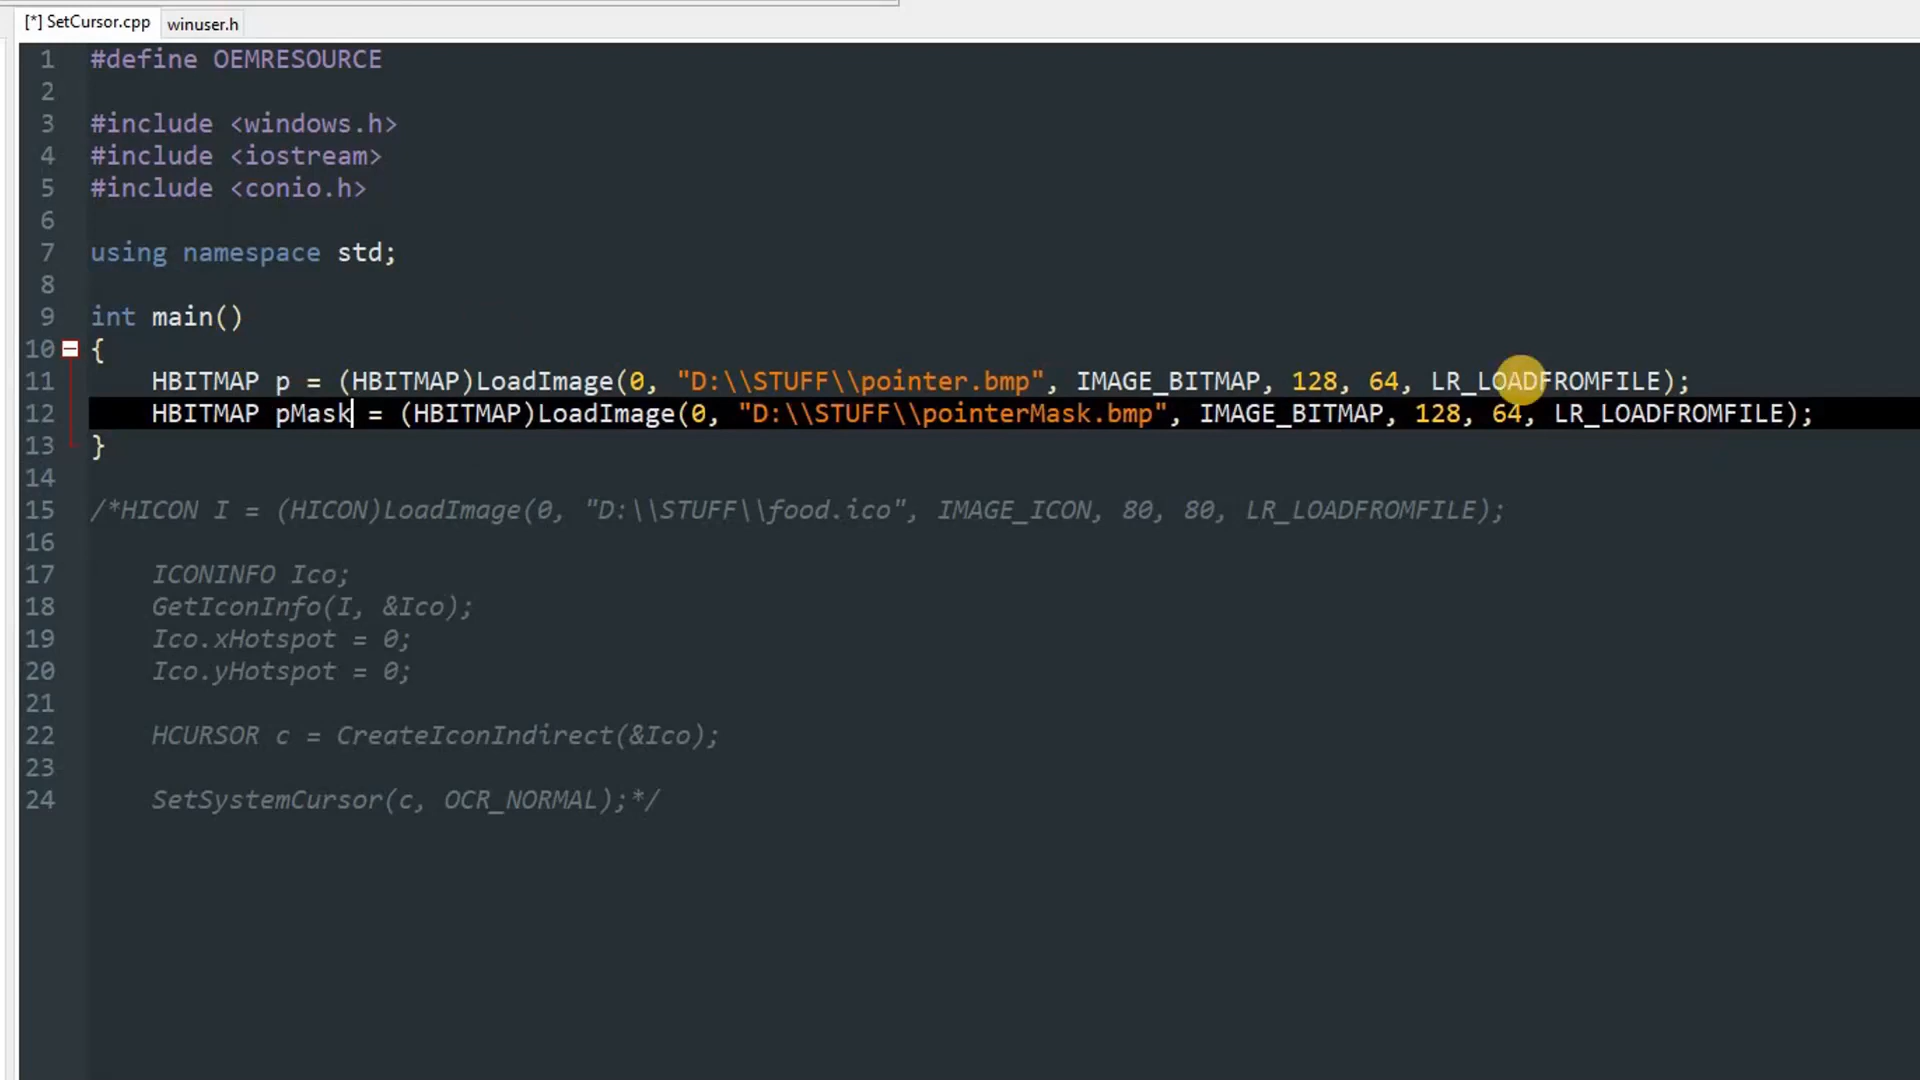 [*] SetCursor.cpp winuser.h
1 #define OEMRESOURCE
2
3 #include <windows.h>
4 #include <iostream>
5 #include <conio.h>
6
7 using namespace std;
8
9 int main()
10 {
11 HBITMAP p = (HBITMAP)LoadImage(0, "D:\\STUFF\\pointer.bmp", IMAGE_BITMAP, 128, 64, LR_LOADFROMFILE);
12 HBITMAP pMask = (HBITMAP)LoadImage(0, "D:\\STUFF\\pointerMask.bmp", IMAGE_BITMAP, 128, 64, LR_LOADFROMFILE);
13 }
14
15 /*HICON I = (HICON)LoadImage(0, "D:\\STUFF\\food.ico", IMAGE_ICON, 80, 80, LR_LOADFROMFILE);
16
17 ICONINFO Ico;
18 GetIconInfo(I, &Ico);
19 Ico.xHotspot = 0;
20 Ico.yHotspot = 0;
21
22 HCURSOR c = CreateIconIndirect(&Ico);
23
24 SetSystemCursor(c, OCR_NORMAL);*/